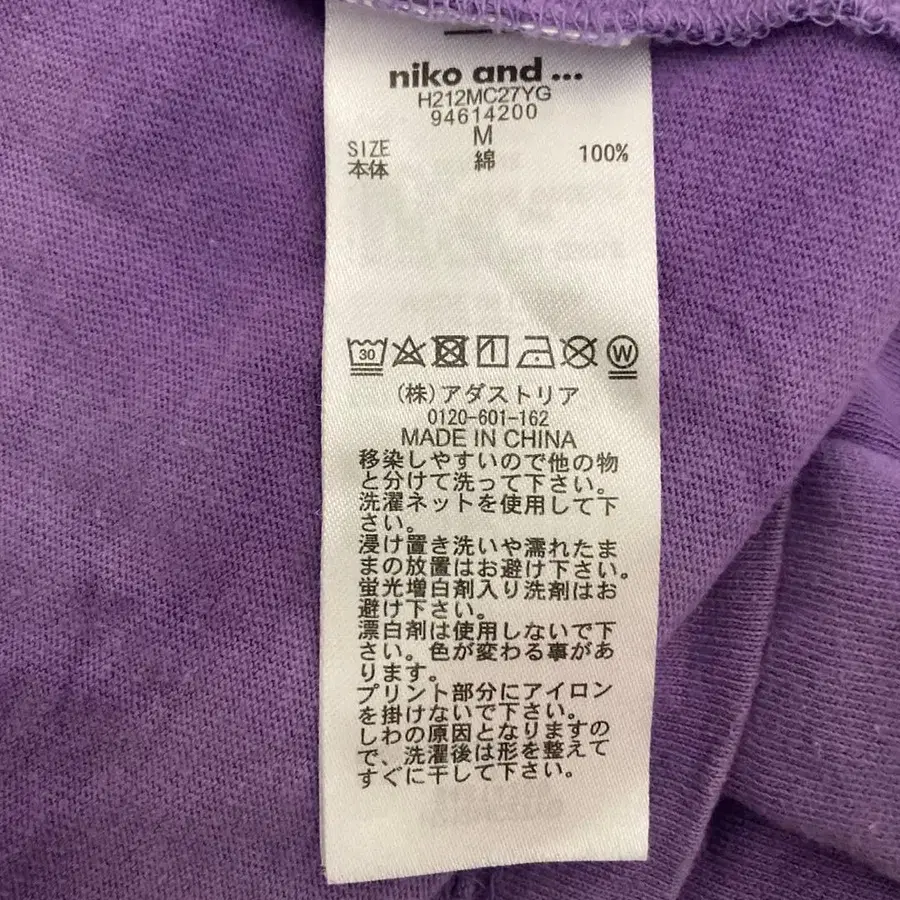 niko and ...
H212MC27YG
94614200
SIZE M
本体 綿 100%
30
W
(株)アダストリア
0120-601-162
MADE IN CHINA
移染しやすいので他の物
と分けて洗って下さい。
洗濯ネットを使用して下
さい。
浸け置き洗いや濡れたま
まの放置はお避け下さい。
蛍光増白剤入り洗剤はお
避け下さい。
漂白剤は使用しないで下
さい。色が変わる事があ
ります。
プリント部分にアイロン
を掛けないで下さい。
しわの原因となりますの
で、洗濯後は形を整えて
すぐに干して下さい。